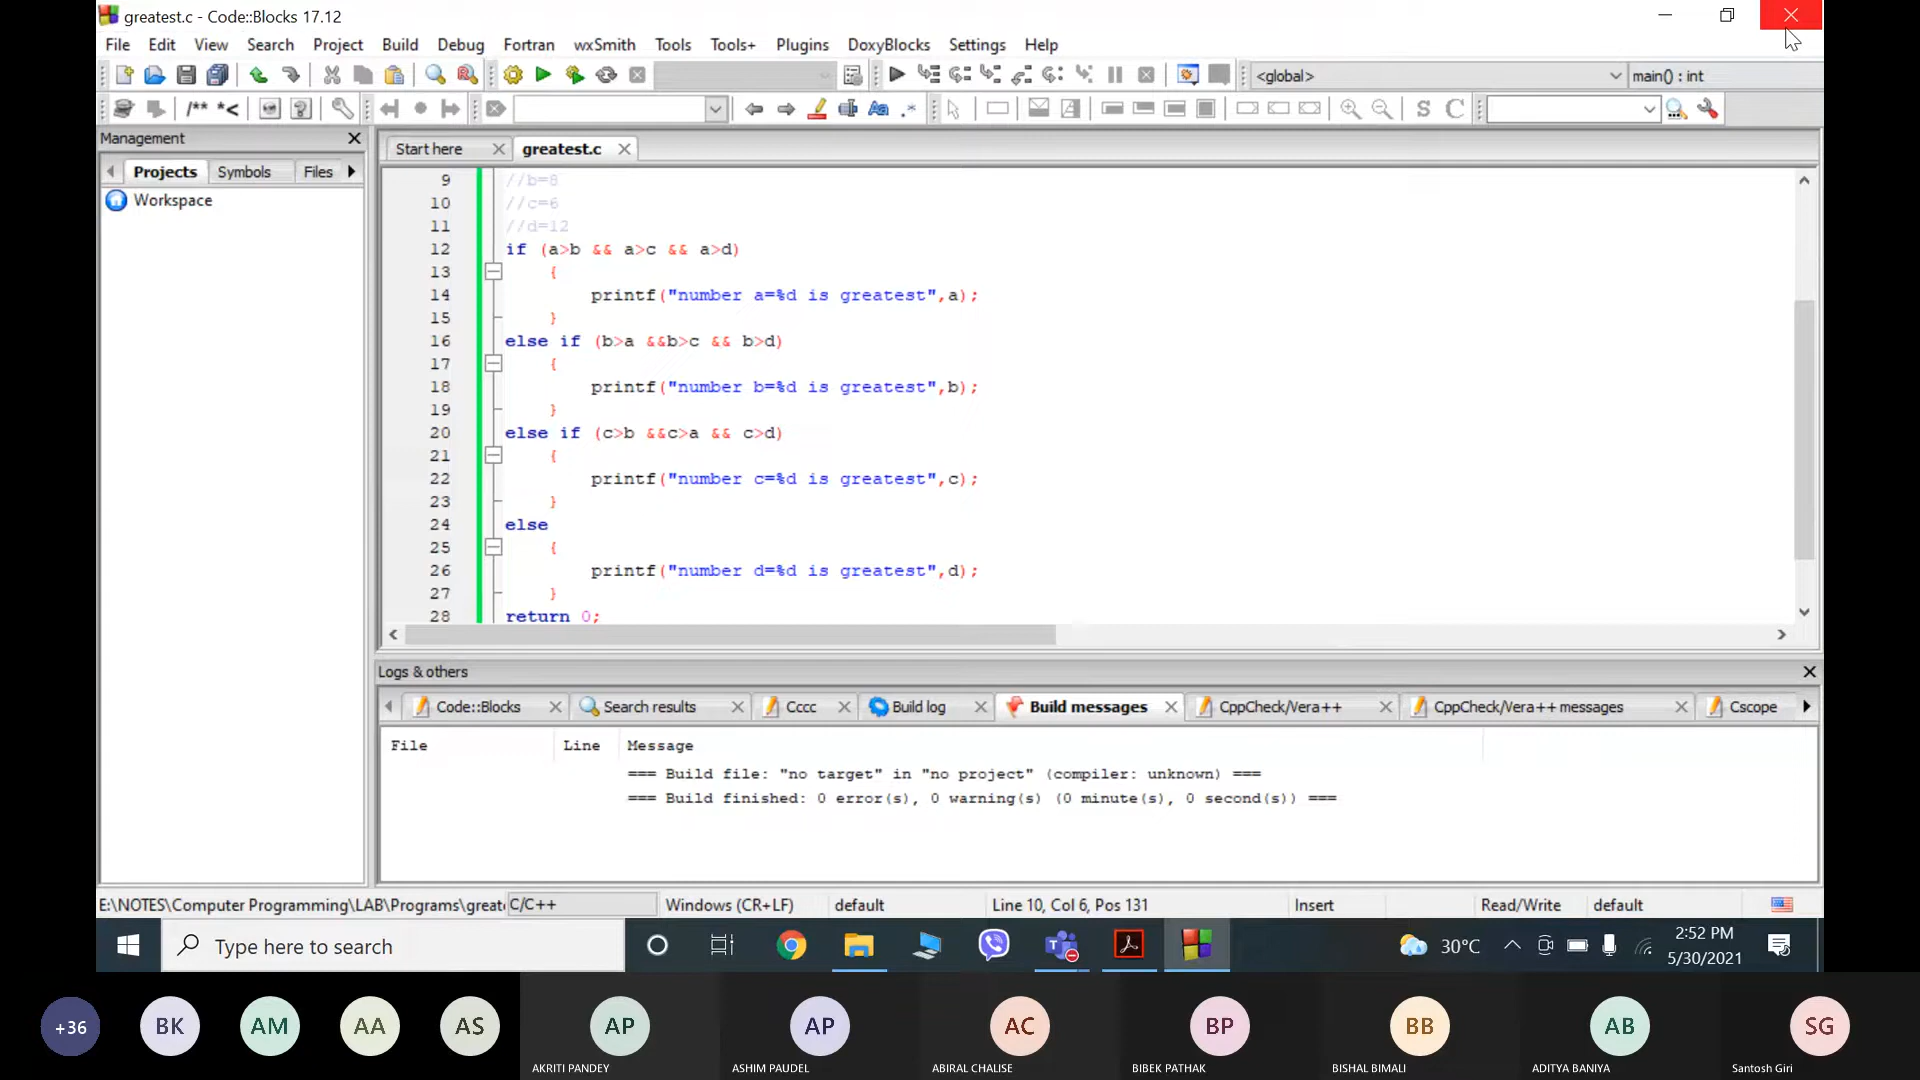 greatest.c - Code::Blocks 17.12
File Edit View Search Project Build Debug Fortran wxSmith Tools Tools+ Plugins DoxyBlocks Settings Help
<global> main() : int
/** *<
S C
Management
Start here greatest.c
Projects Symbols Files
Workspace
9 //b=8
10 //c=6
11 //d=12
12 if (a>b && a>c && a>d)
13 {
14 printf("number a=%d is greatest",a);
15 }
16 else if (b>a &&b>c && b>d)
17 {
18 printf("number b=%d is greatest",b);
19 }
20 else if (c>b &&c>a && c>d)
21 {
22 printf("number c=%d is greatest",c);
23 }
24 else
25 {
26 printf("number d=%d is greatest",d);
27 }
28 return 0;
Logs & others
Code::Blocks Search results Cccc Build log Build messages CppCheck/Vera++ CppCheck/Vera++ messages Cscope
File Line Message
=== Build file: "no target" in "no project" (compiler: unknown) ===
=== Build finished: 0 error(s), 0 warning(s) (0 minute(s), 0 second(s)) ===
E:\NOTES\Computer Programming\LAB\Programs\greate C/C++ Windows (CR+LF) default Line 10, Col 6, Pos 131 Insert Read/Write default
Type here to search
30°C
2:52 PM
5/30/2021
+36 BK AM AA AS AP AP AC BP BB AB SG
AKRITI PANDEY ASHIM PAUDEL ABIRAL CHALISE BIBEK PATHAK BISHAL BIMALI ADITYA BANIYA Santosh Giri